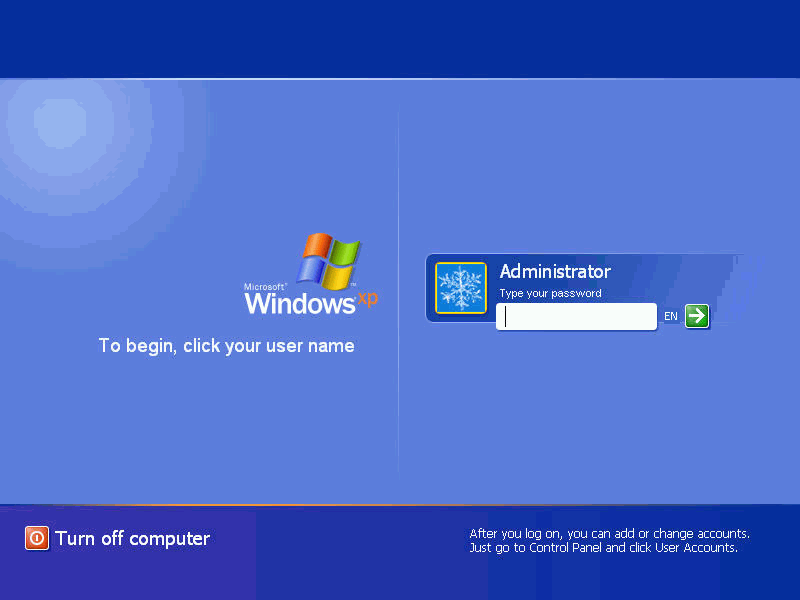 Microsoft®
Windows xp™
To begin, click your user name
Administrator
Type your password
EN
Turn off computer
After you log on, you can add or change accounts.
Just go to Control Panel and click User Accounts.